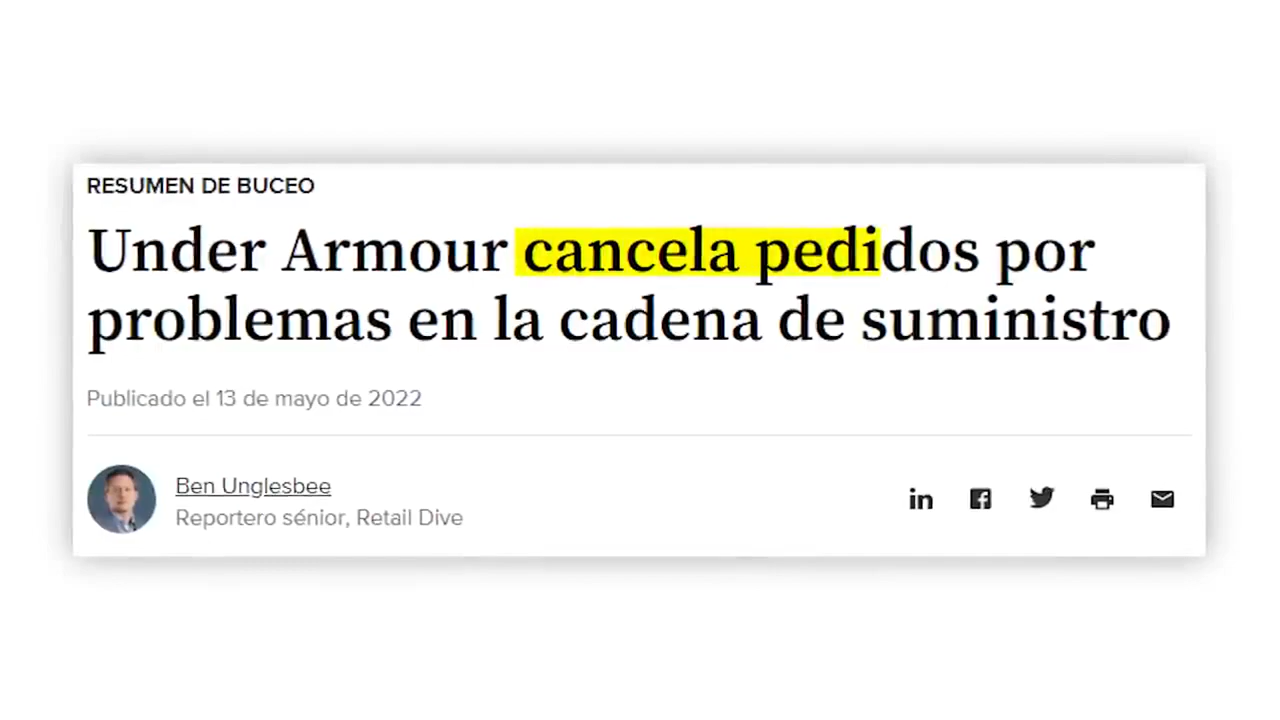 RESUMEN DE BUCEO
Under Armour cancela pedidos por
problemas en la cadena de suministro
Publicado el 13 de mayo de 2022
Ben Unglesbee
Reportero sénior, Retail Dive